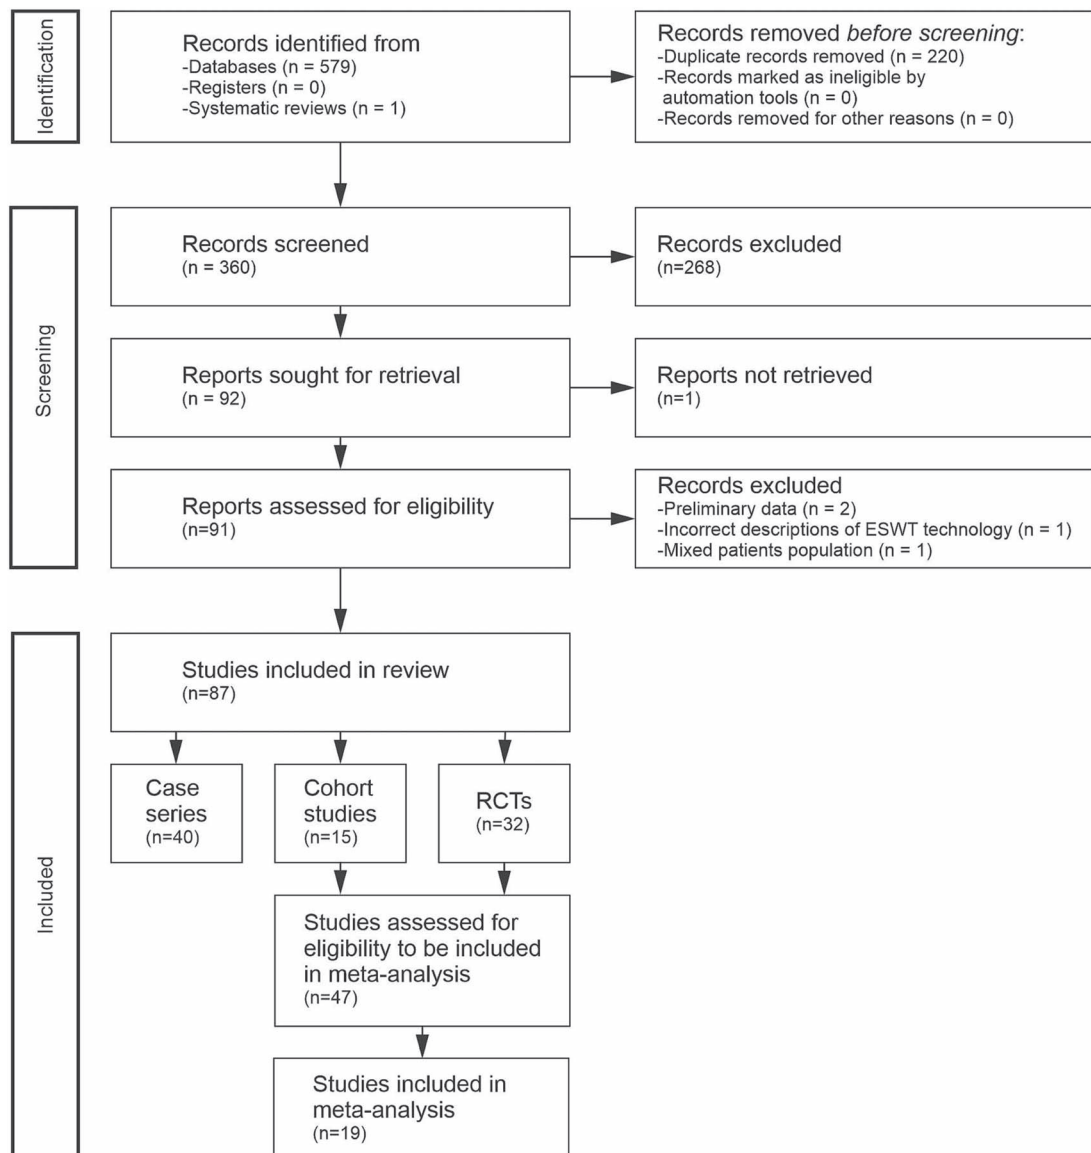 Identification
Records identified from
-Databases (n = 579)
-Registers (n = 0)
-Systematic reviews (n = 1)
Records removed before screening:
-Duplicate records removed (n = 220)
-Records marked as ineligible by
automation tools (n = 0)
-Records removed for other reasons (n = 0)
Screening
Records screened
(n = 360)
Records excluded
(n=268)
Reports sought for retrieval
(n = 92)
Reports not retrieved
(n=1)
Reports assessed for eligibility
(n=91)
Records excluded
-Preliminary data (n = 2)
-Incorrect descriptions of ESWT technology (n = 1)
-Mixed patients population (n = 1)
Included
Studies included in review
(n=87)
Case
series
(n=40)
Cohort
studies
(n=15)
RCTs
(n=32)
Studies assessed for
eligibility to be included
in meta-analysis
(n=47)
Studies included in
meta-analysis
(n=19)